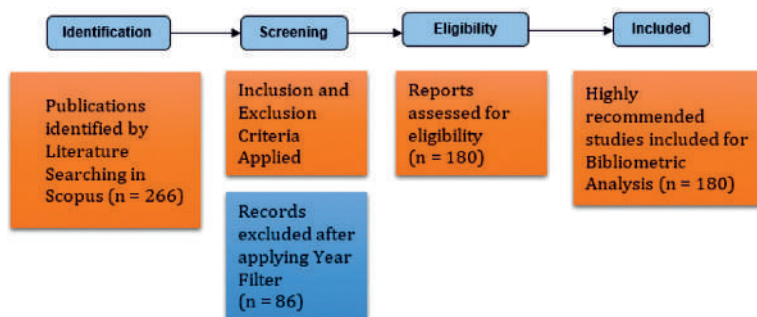 Identification
Screening
Eligibility
Included
Publications
identified by
Literature
Searching in
Scopus (n = 266)
Inclusion and
Exclusion
Criteria
Applied
Records
excluded after
applying Year
Filter
(n = 86)
Reports
assessed for
eligibility
(n = 180)
Highly
recommended
studies included for
Bibliometric
Analysis (n = 180)